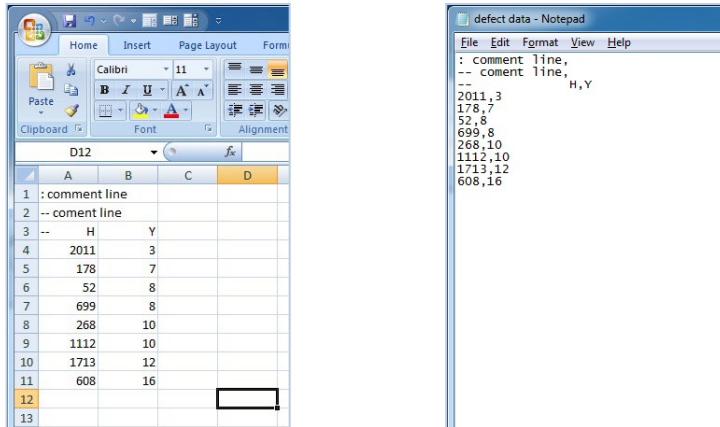 Home Insert Page Layout Form
Calibri 11
Paste B I U A A
Clipboard Font Alignment
D12 fx
A B C D
1 : comment line
2 -- coment line
3 -- H Y
4 2011 3
5 178 7
6 52 8
7 699 8
8 268 10
9 1112 10
10 1713 12
11 608 16
12
13
defect data - Notepad
File Edit Format View Help
: comment line,
-- coment line,
-- H,Y
2011,3
178,7
52,8
699,8
268,10
1112,10
1713,12
608,16